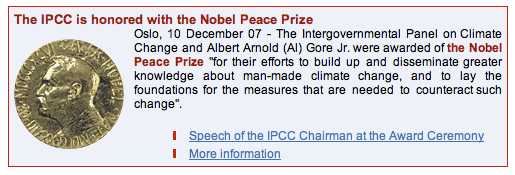 The IPCC is honored with the Nobel Peace Prize
Oslo, 10 December 07 - The Intergovernmental Panel on Climate
Change and Albert Arnold (Al) Gore Jr. were awarded of the Nobel
Peace Prize "for their efforts to build up and disseminate greater
knowledge about man-made climate change, and to lay the
foundations for the measures that are needed to counteract such
change".
Speech of the IPCC Chairman at the Award Ceremony
More information